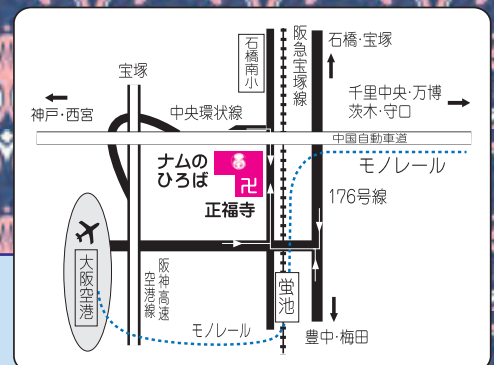 石橋南小
阪急宝塚線
石橋・宝塚
宝塚
神戸・西宮
中央環状線
千里中央・万博
茨木・守口
中国自動車道
ナムの
ひろば
卍
正福寺
モノレール
176号線
大阪空港
阪神高速
空港線
モノレール
蛍池
豊中・梅田